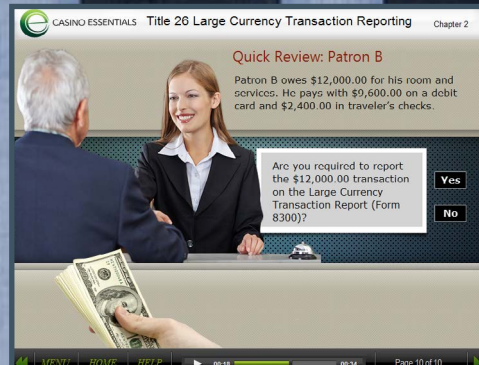 CASINO ESSENTIALS Title 26 Large Currency Transaction Reporting Chapter 2
Quick Review: Patron B
Patron B owes $12,000.00 for his room and
services. He pays with $9,600.00 on a debit
card and $2,400.00 in traveler's checks.
Are you required to report
the $12,000.00 transaction
on the Large Currency
Transaction Report (Form
8300)?
Yes
No
MENU HOME HELP 00:18 00:34 Page 10 of 10